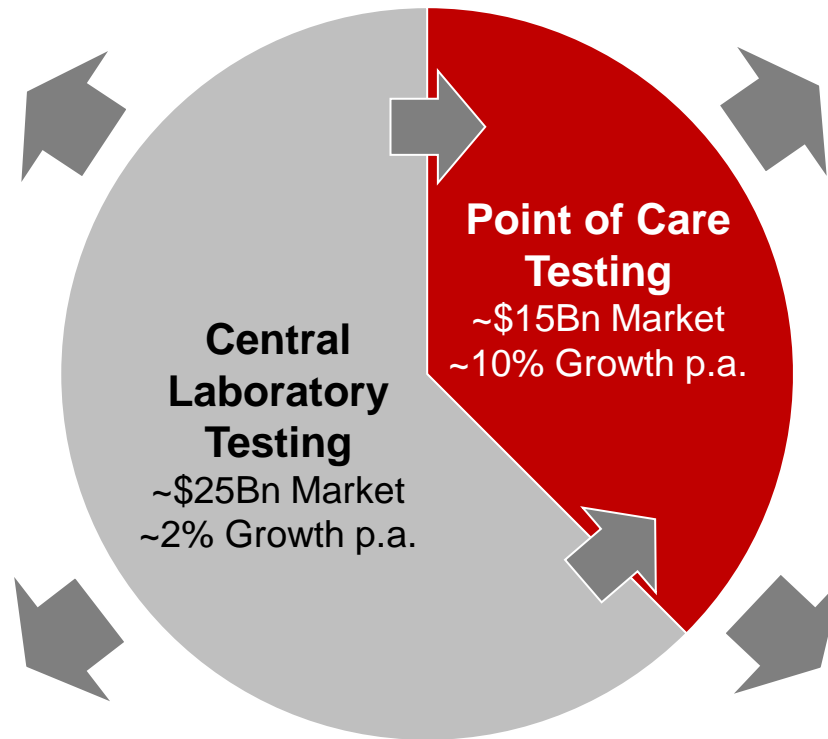 Central
Laboratory
Testing
~$25Bn Market
~2% Growth p.a.
Point of Care
Testing
~$15Bn Market
~10% Growth p.a.